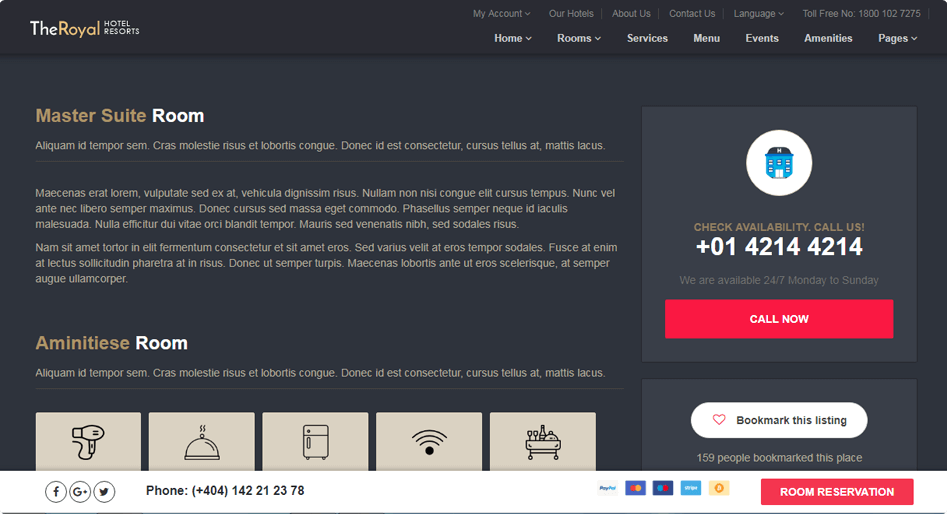 My Account
Our Hotels
About Us
Contact Us
Language
Toll Free No: 1800 102 7275
TheRoyal HOTEL RESORTS
Home
Rooms
Services
Menu
Events
Amenities
Pages
Master Suite Room
Aliquam id tempor sem. Cras molestie risus et lobortis congue. Donec id est consectetur, cursus tellus at, mattis lacus.
Maecenas erat lorem, vulputate sed ex at, vehicula dignissim risus. Nullam non nisi congue elit cursus tempus. Nunc vel
ante nec libero semper maximus. Donec cursus sed massa eget commodo. Phasellus semper neque id iaculis
malesuada. Nulla efficitur dui vitae orci blandit tempor. Mauris sed venenatis nibh, sed sodales risus.
Nam sit amet tortor in elit fermentum consectetur et sit amet eros. Sed varius velit at eros tempor sodales. Fusce at enim
at lectus sollicitudin pharetra at in risus. Donec ut semper turpis. Maecenas lobortis ante ut eros scelerisque, at semper
augue ullamcorper.
Aminitiese Room
Aliquam id tempor sem. Cras molestie risus et lobortis congue. Donec id est consectetur, cursus tellus at, mattis lacus.
H
CHECK AVAILABILITY. CALL US!
+01 4214 4214
We are available 24/7 Monday to Sunday
CALL NOW
Bookmark this listing
159 people bookmarked this place
f
G+
Phone: (+404) 142 21 23 78
PayPal
stripe
ROOM RESERVATION